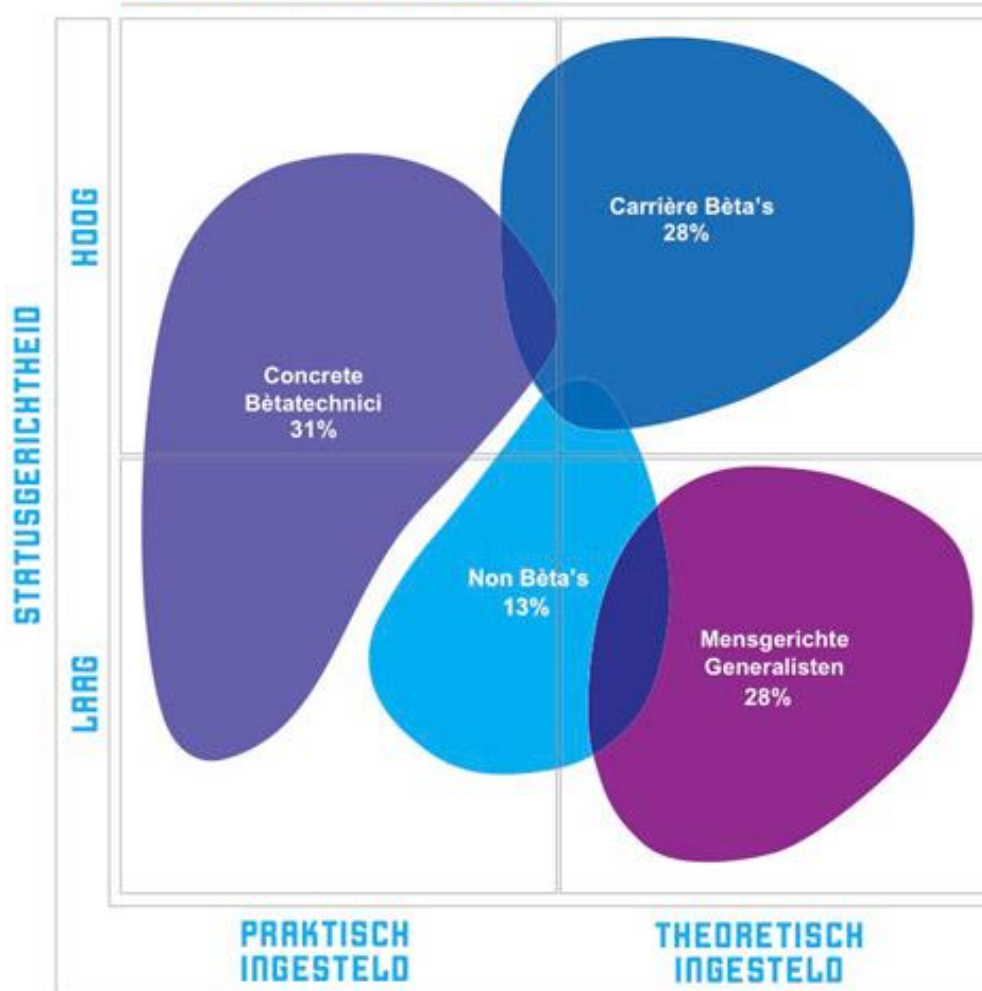 STATUSGERICHTHEID
HOOG
LAAG
Carrière Bèta's
28%
Concrete
Bètatechnici
31%
Non Bèta's
13%
Mensgerichte
Generalisten
28%
PRAKTISCH
INGESTELD
THEORETISCH
INGESTELD